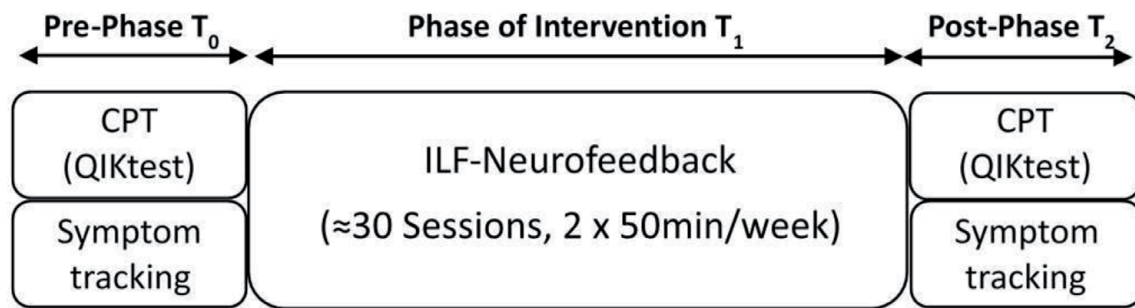 Pre-Phase T₀
Phase of Intervention T₁
Post-Phase T₂
CPT
(QIKtest)
Symptom
tracking
ILF-Neurofeedback
(≈30 Sessions, 2 x 50min/week)
CPT
(QIKtest)
Symptom
tracking